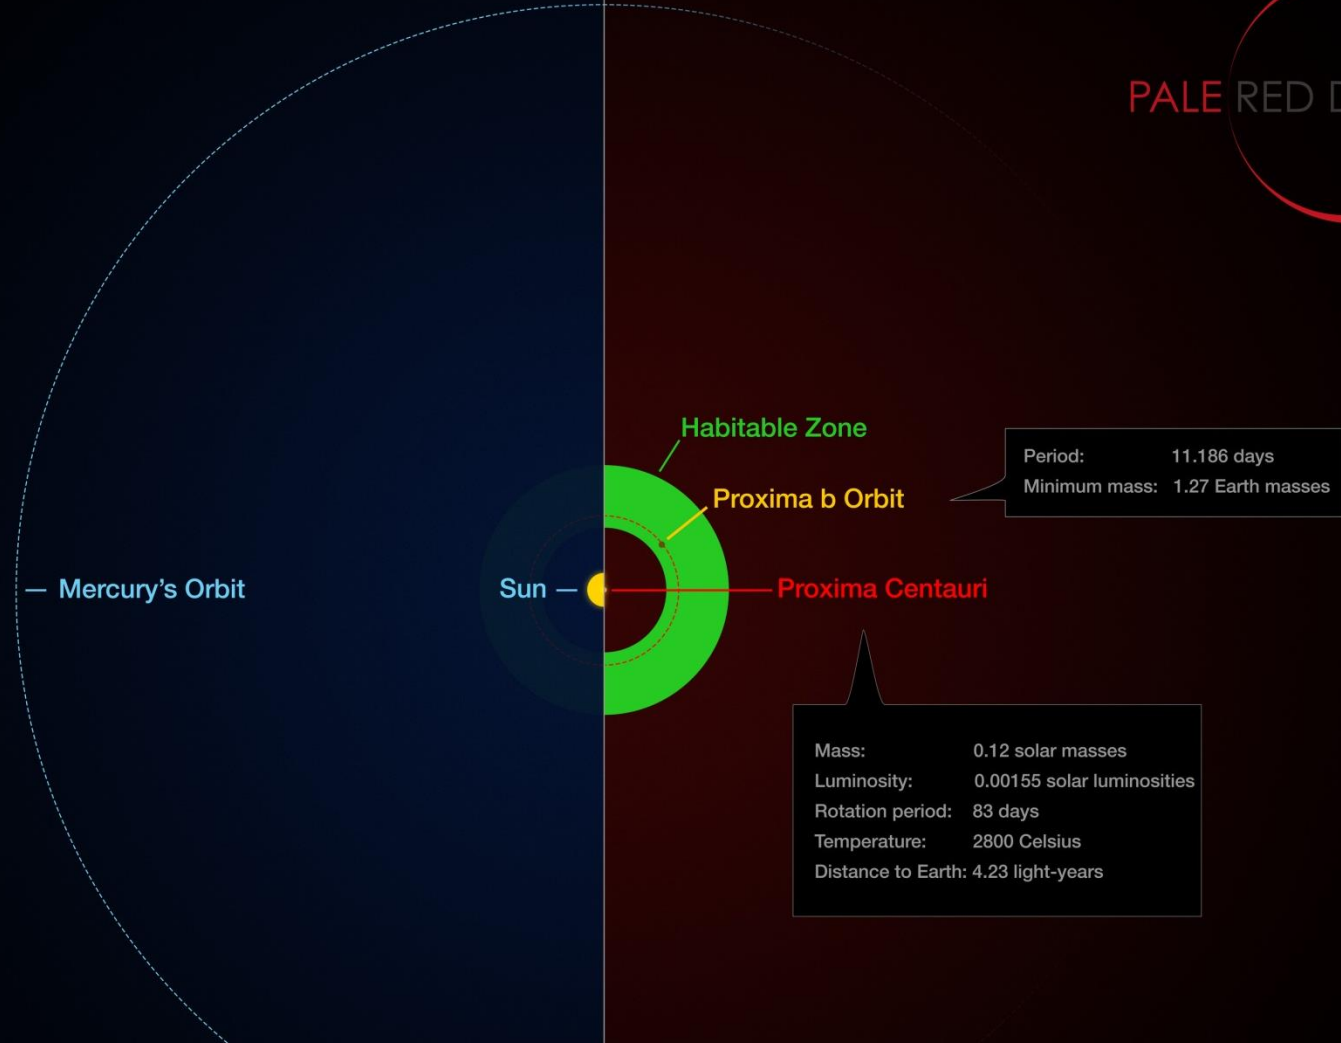 PALE RED D
Habitable Zone
Period: 11.186 days
Minimum mass: 1.27 Earth masses
Proxima b Orbit
Mercury's Orbit
Sun
Proxima Centauri
Mass: 0.12 solar masses
Luminosity: 0.00155 solar luminosities
Rotation period: 83 days
Temperature: 2800 Celsius
Distance to Earth: 4.23 light-years